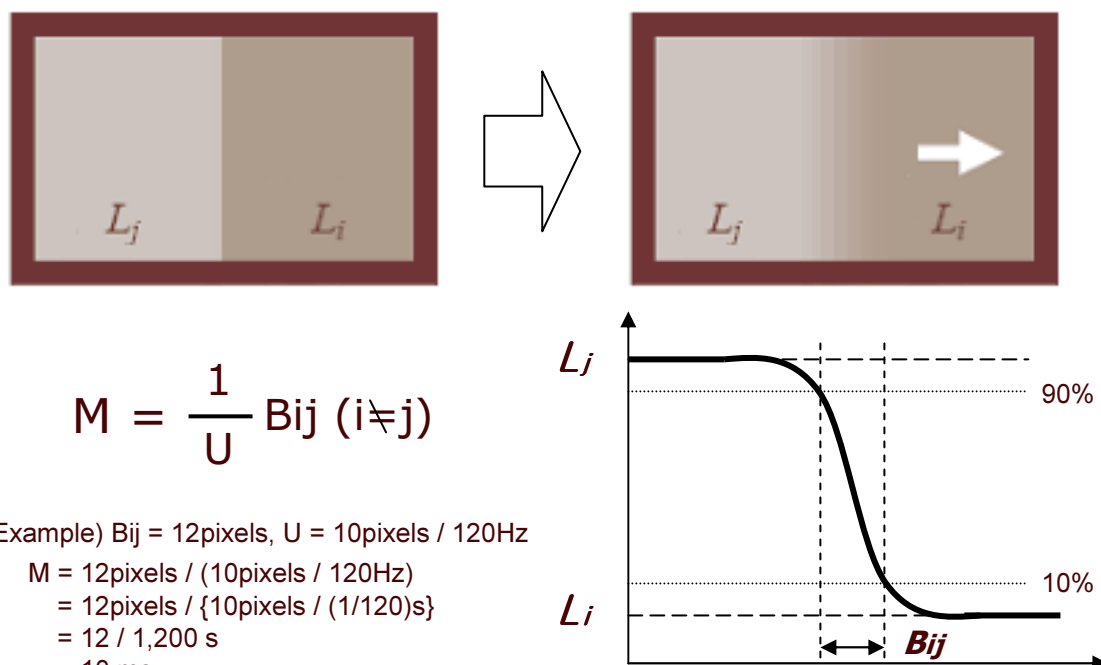 Lj Li
Lj Li
M = 1/U Bij (i≠j)
Example) Bij = 12pixels, U = 10pixels / 120Hz
M = 12pixels / (10pixels / 120Hz)
= 12pixels / {10pixels / (1/120)s}
= 12 / 1,200 s
Lj
90%
10%
Li
Bij